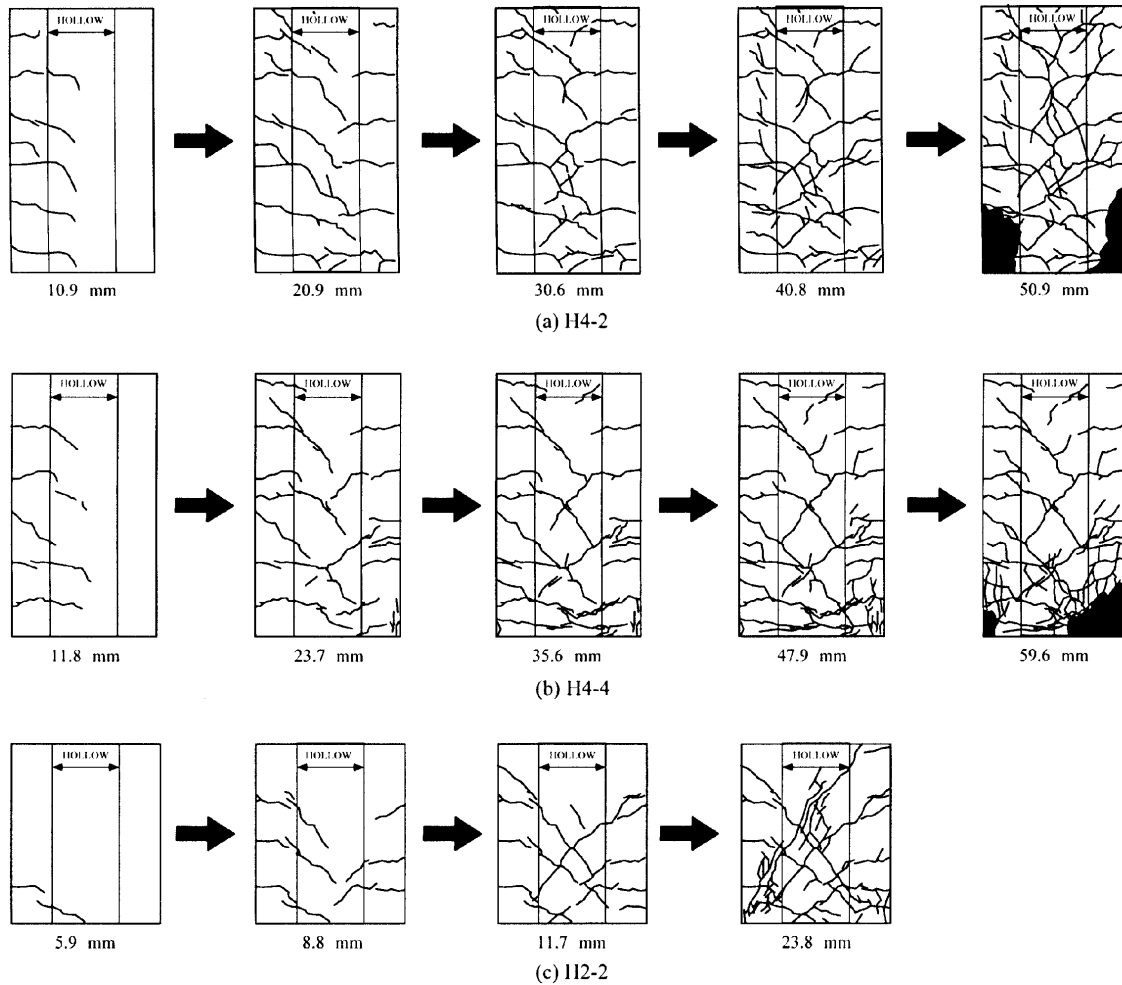 HOLLOW HOLLOW HOLLOW HOLLOW HOLLOW
10.9 mm 20.9 mm 30.6 mm 40.8 mm 50.9 mm
(a) H4-2
HOLLOW HOLLOW HOLLOW HOLLOW HOLLOW
11.8 mm 23.7 mm 35.6 mm 47.9 mm 59.6 mm
(b) H4-4
HOLLOW HOLLOW HOLLOW HOLLOW
5.9 mm 8.8 mm 11.7 mm 23.8 mm
(c) H2-2